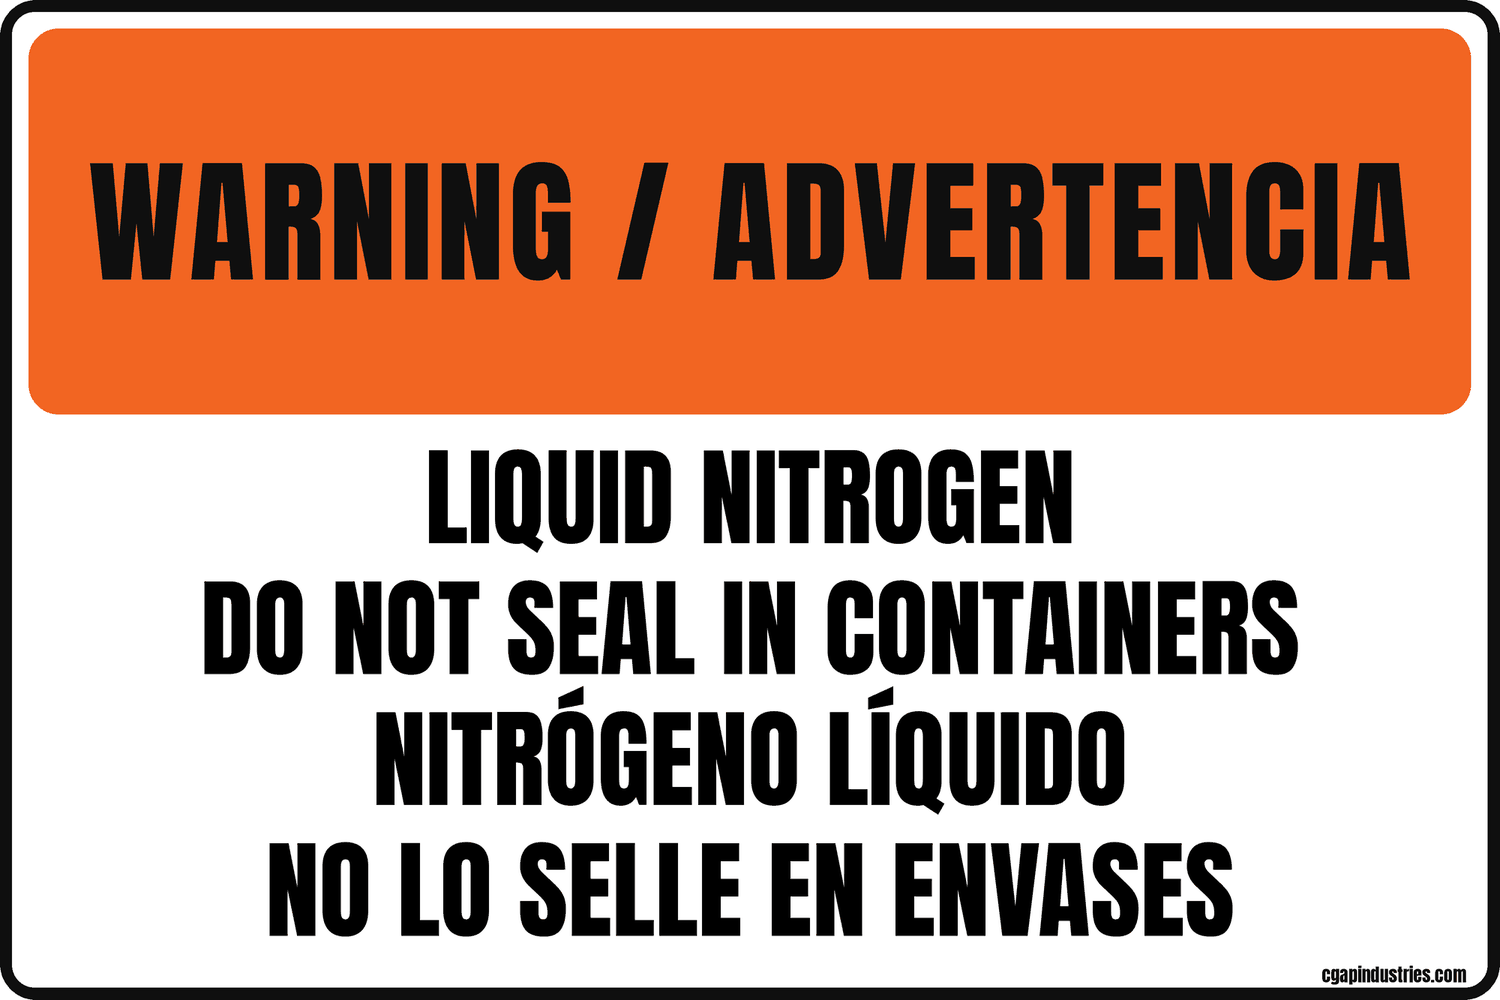 WARNING / ADVERTENCIA
LIQUID NITROGEN
DO NOT SEAL IN CONTAINERS
NITRÓGENO LÍQUIDO
NO LO SELLE EN ENVASES
cgapindustries.com